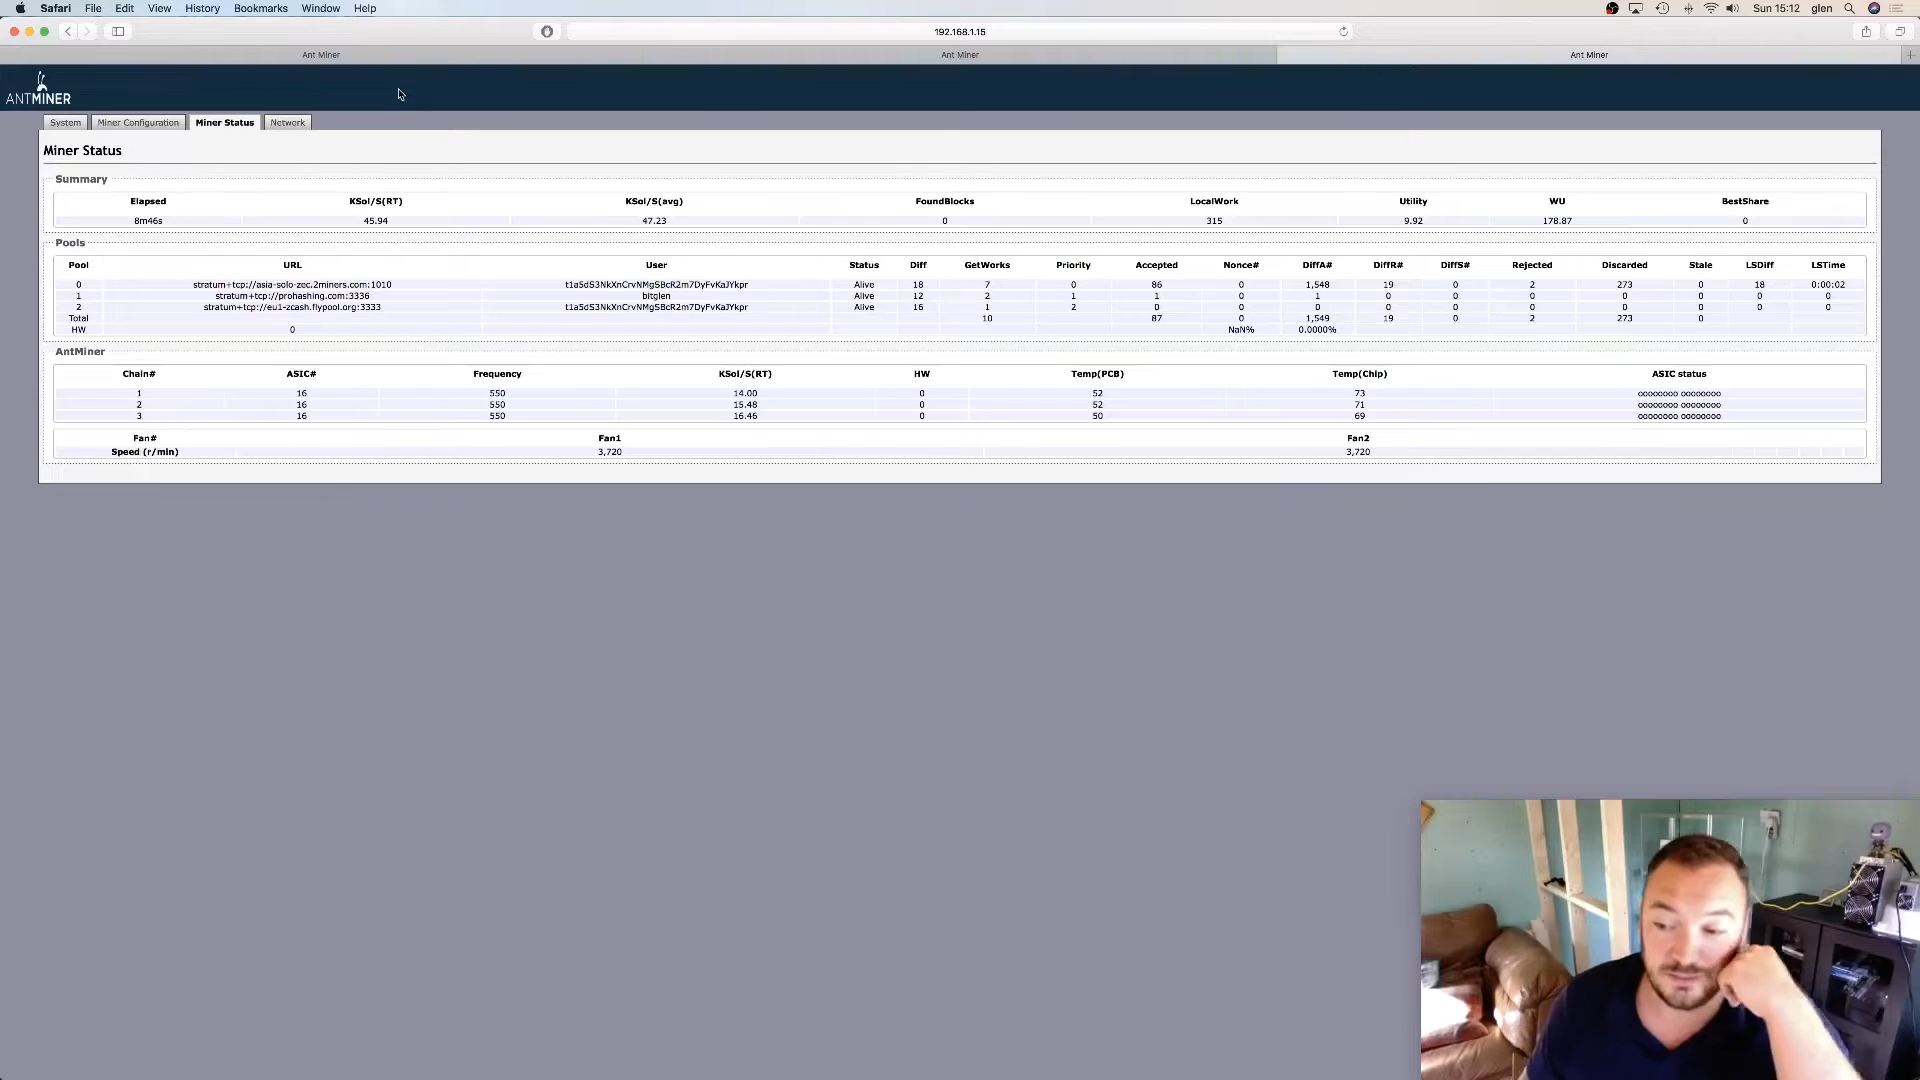 Safari File Edit View History Bookmarks Window Help Sun 15:12 glen
192.168.1.15
Ant Miner Ant Miner Ant Miner
ANTMINER
System Miner Configuration Miner Status Network
Miner Status
Summary
Elapsed KSol/S(RT) KSol/S(avg) FoundBlocks LocalWork Utility WU BestShare
8m46s 45.94 47.23 0 315 9.92 178.87 0
Pools
Pool URL User Status Diff GetWorks Priority Accepted Nonce# DiffA# DiffR# DiffS# Rejected Discarded Stale LSDiff LSTime
0 stratum+tcp://asia-solo-zec.2miners.com:1010 t1a5dS3NkXnCrvNMgSBcR2m7DyFvKaJYkpr Alive 18 7 0 86 0 1,548 19 0 2 273 0 18 0:00:02
1 stratum+tcp://prohashing.com:3336 bitglen Alive 12 2 1 1 0 1 0 0 0 0 0 0 0
2 stratum+tcp://eu1-zcash.flypool.org:3333 t1a5dS3NkXnCrvNMgSBcR2m7DyFvKaJYkpr Alive 16 1 2 0 0 0 0 0 0 0 0 0 0
Total 10 87 0 1,549 19 0 2 273 0
HW 0 NaN% 0.0000%
AntMiner
Chain# ASIC# Frequency KSol/S(RT) HW Temp(PCB) Temp(Chip) ASIC status
1 16 550 14.00 0 52 73 oooooooo oooooooo
2 16 550 15.48 0 52 71 oooooooo oooooooo
3 16 550 16.46 0 50 69 oooooooo oooooooo
Fan# Fan1 Fan2
Speed (r/min) 3,720 3,720